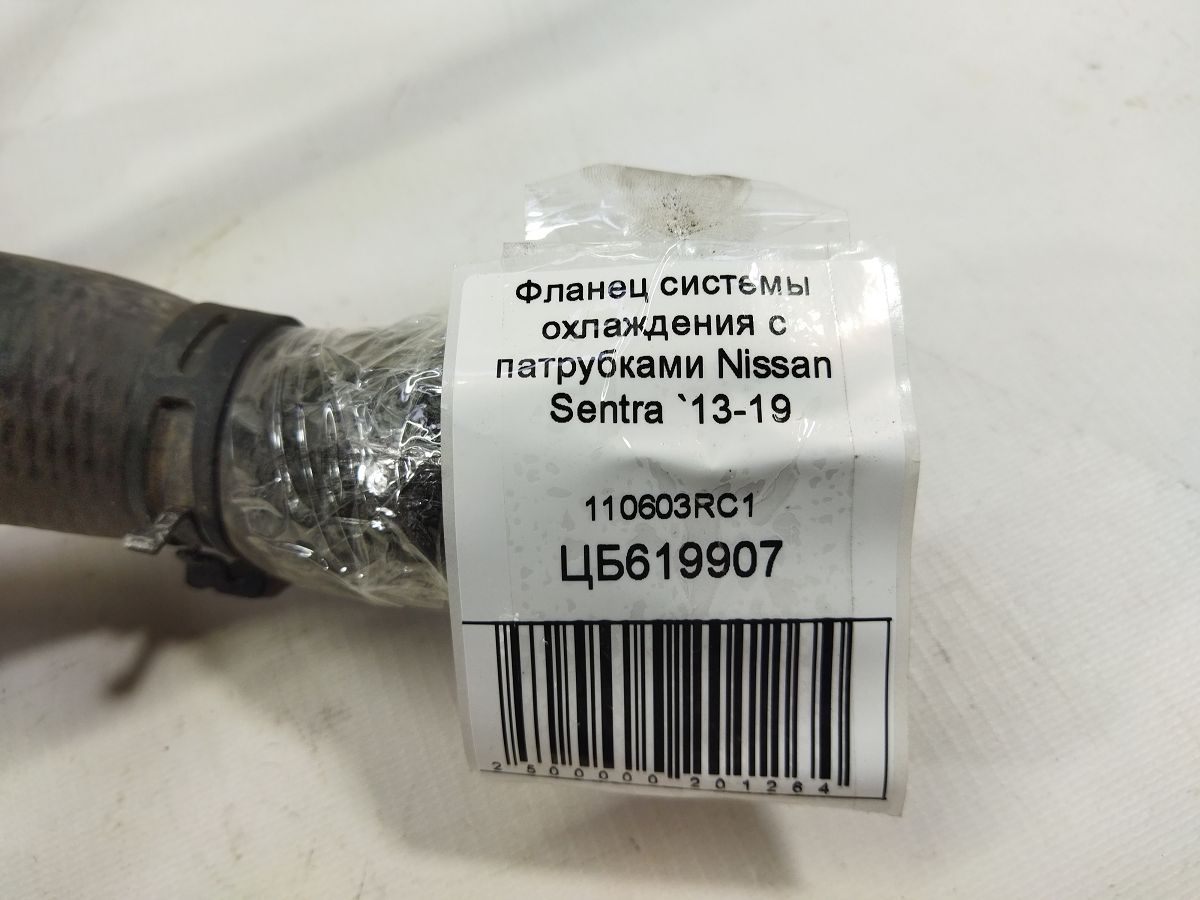 Фланец системы
охлаждения с
патрубками Nissan
Sentra `13-19
110603RC1
ЦБ619907
2500000201264